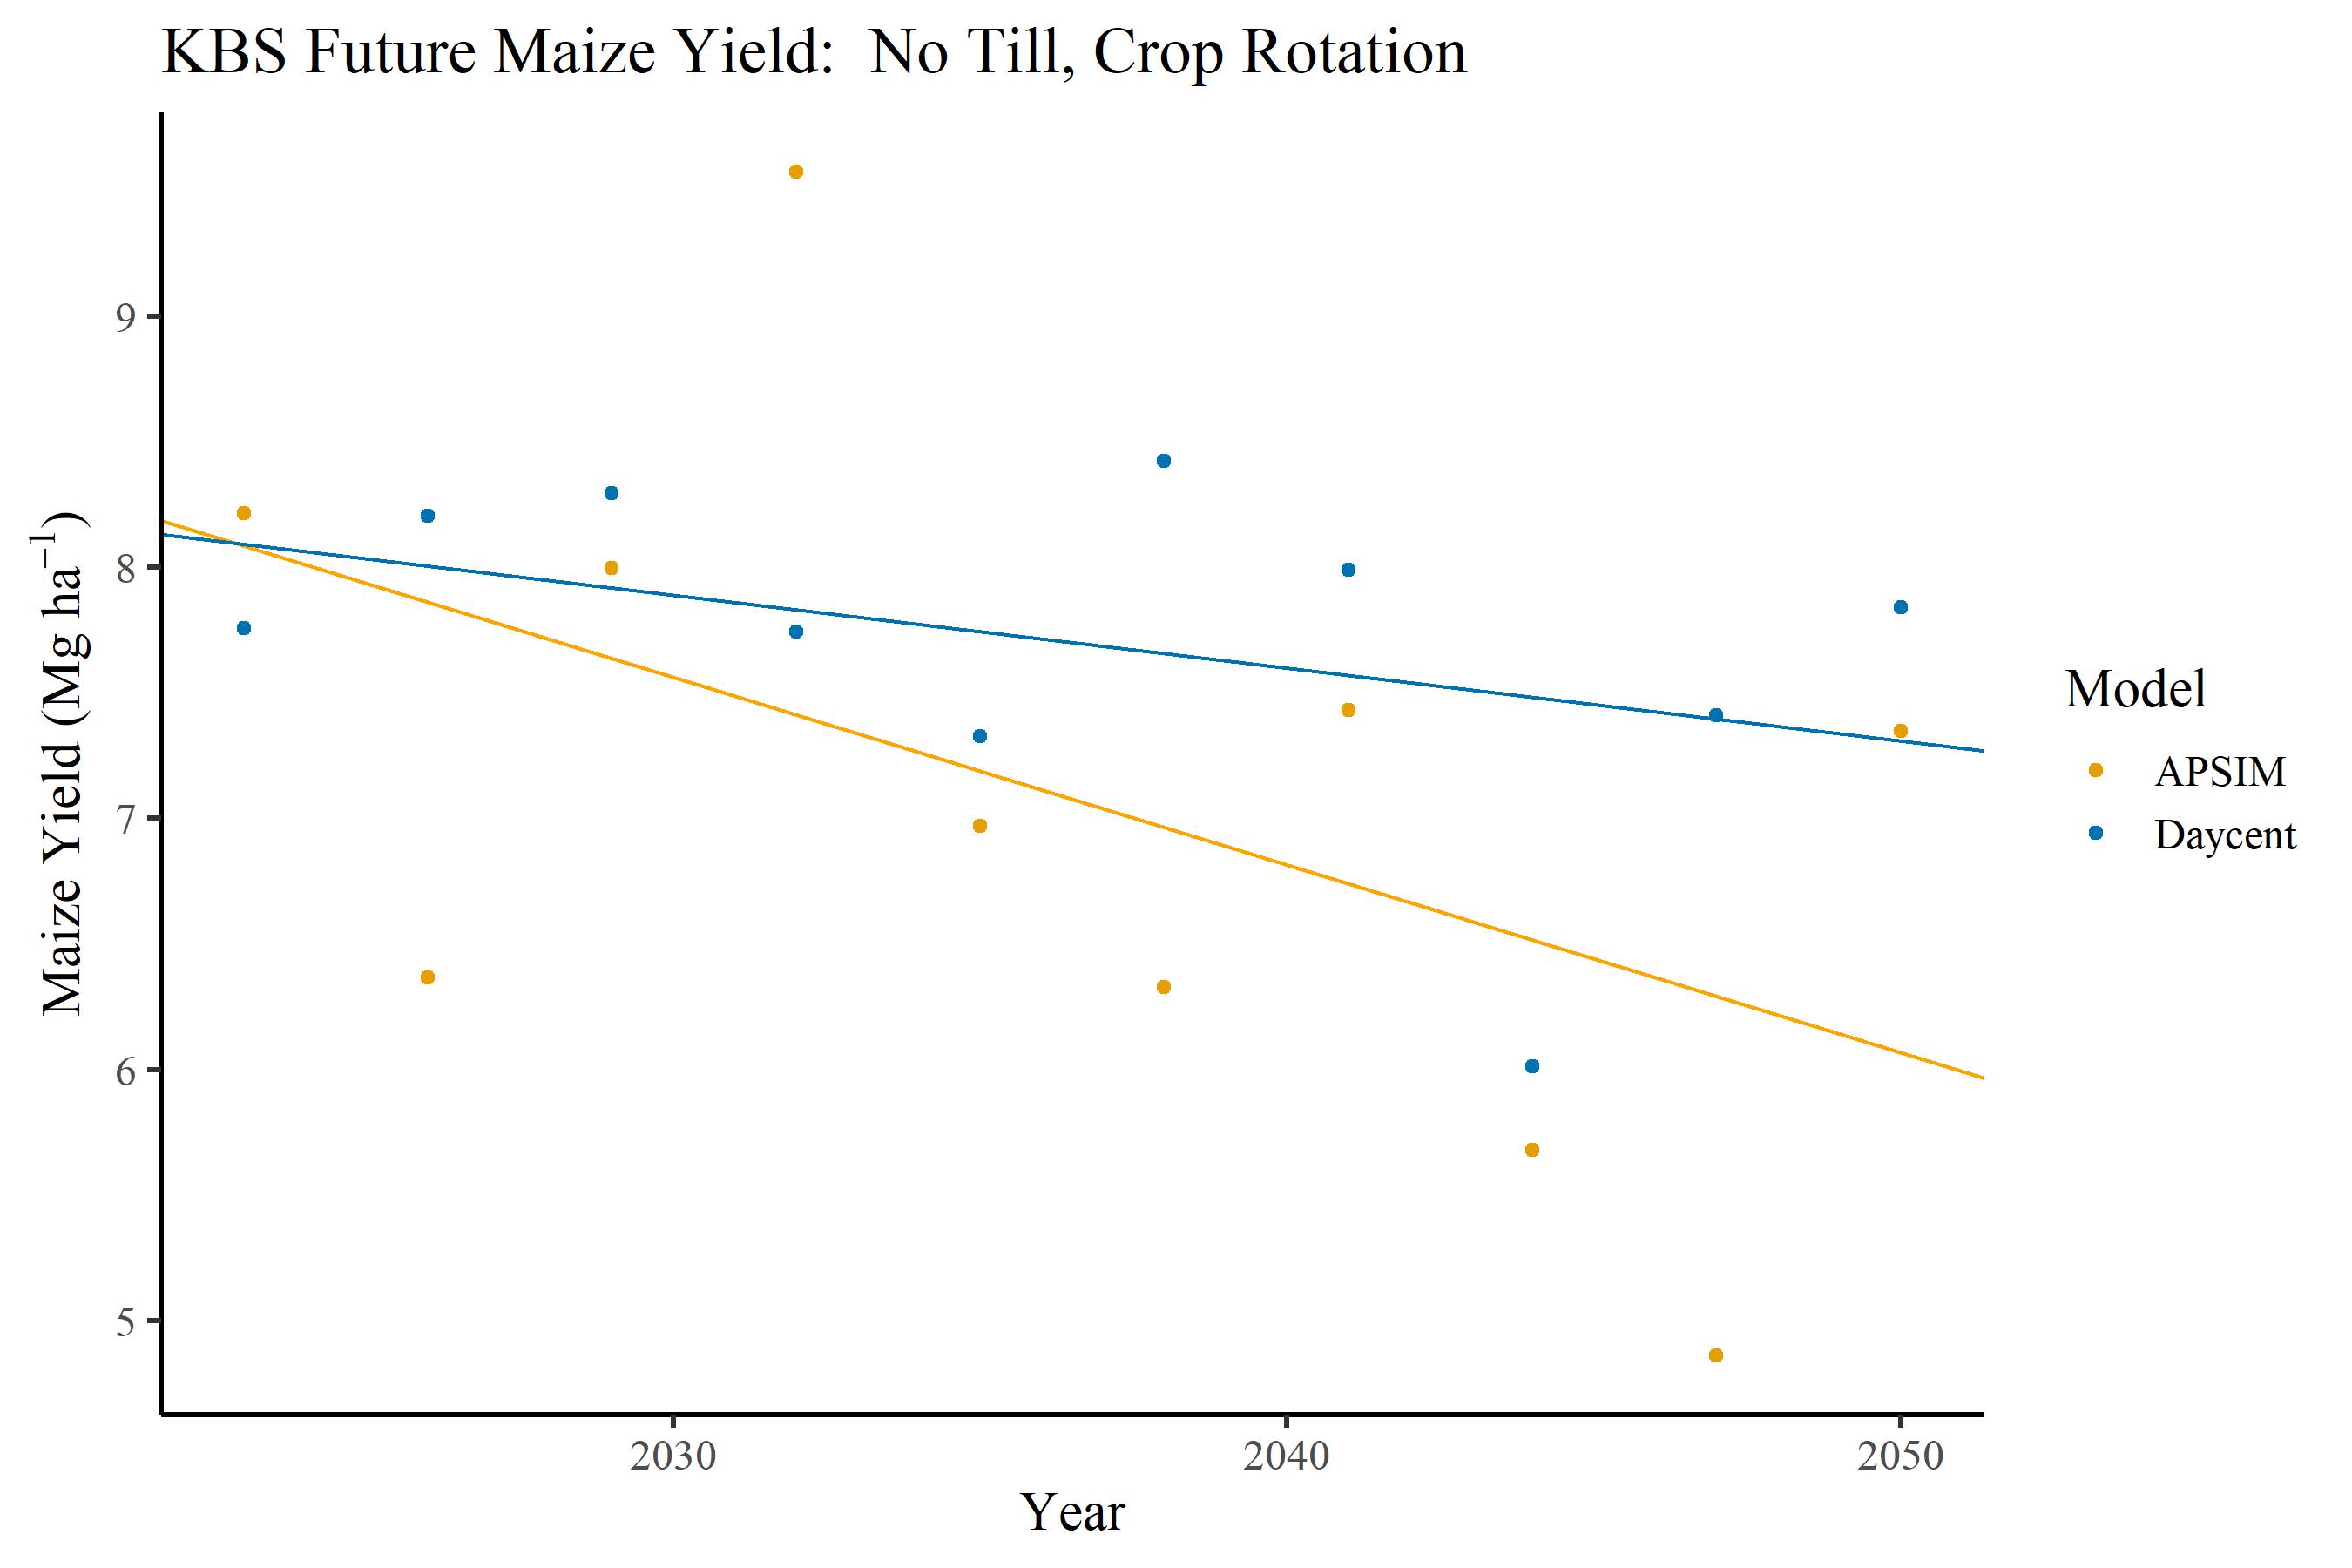 KBS Future Maize Yield:  No Till, Crop Rotation
Maize Yield (Mg ha⁻¹)
9
8
7
6
5
2030 2040 2050
Year
Model
APSIM
Daycent